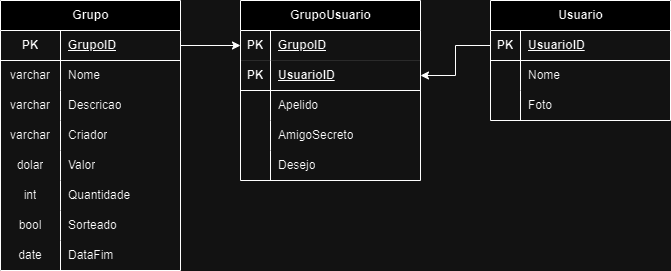 Grupo
PK GrupoID
varchar Nome
varchar Descricao
varchar Criador
dolar Valor
int Quantidade
bool Sorteado
date DataFim
GrupoUsuario
PK GrupoID
PK UsuarioID
Apelido
AmigoSecreto
Desejo
Usuario
PK UsuarioID
Nome
Foto